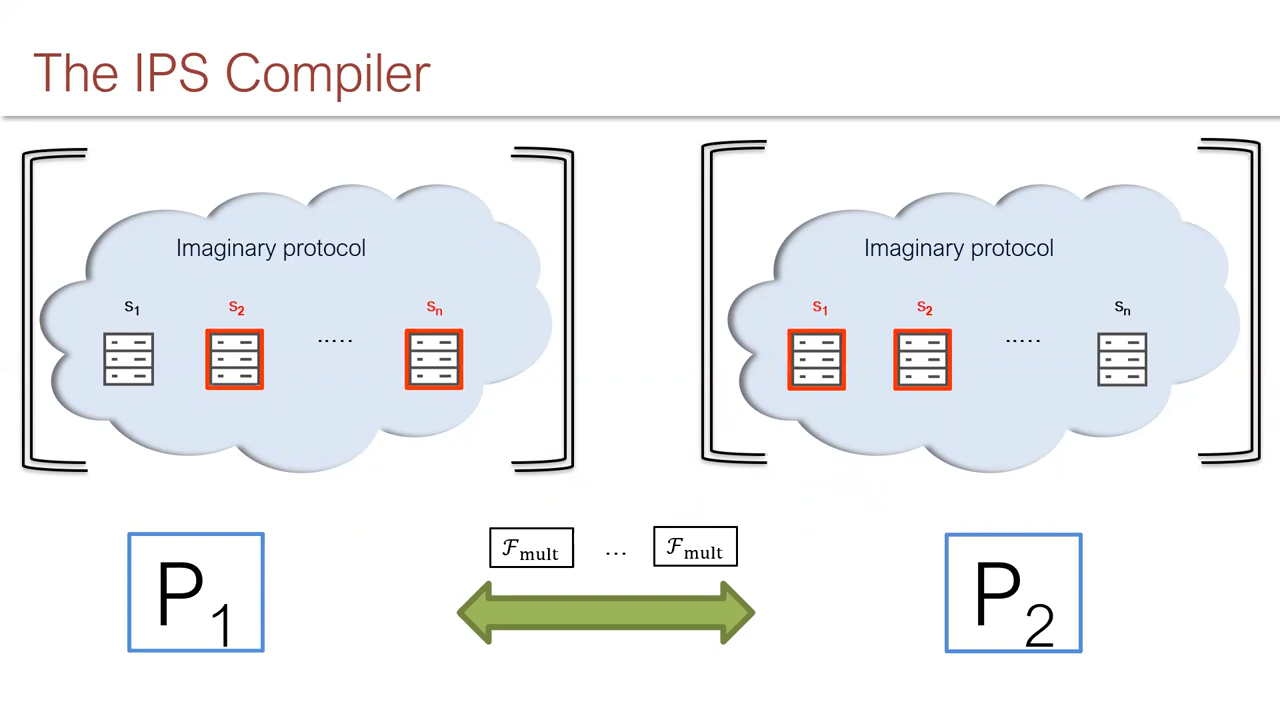 The IPS Compiler
Imaginary protocol
s1 s2 ..... sn
Imaginary protocol
s1 s2 ..... sn
ℱmult ... ℱmult
P1
P2